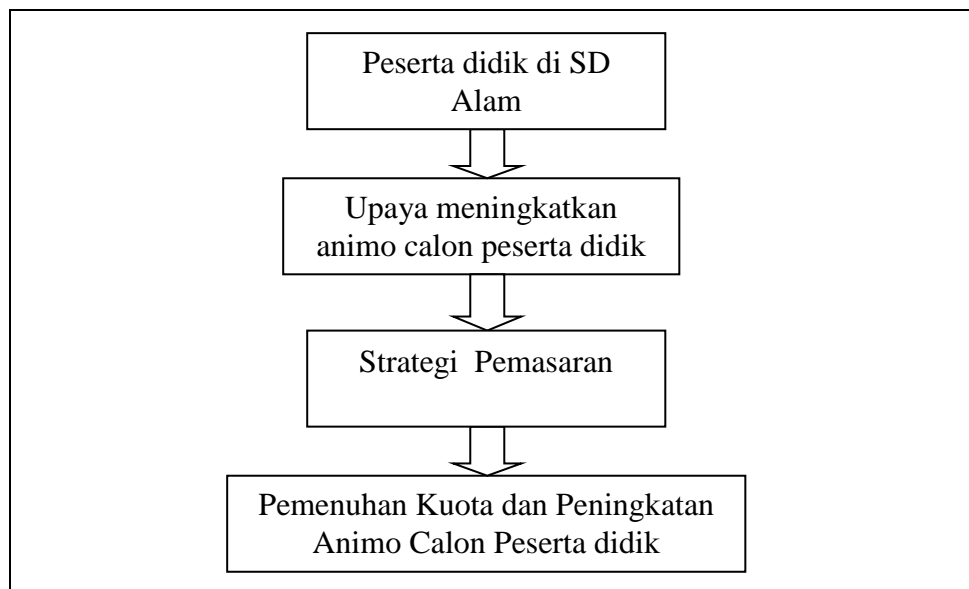 Peserta didik di SD
Alam
Upaya meningkatkan
animo calon peserta didik
Strategi  Pemasaran
Pemenuhan Kuota dan Peningkatan
Animo Calon Peserta didik